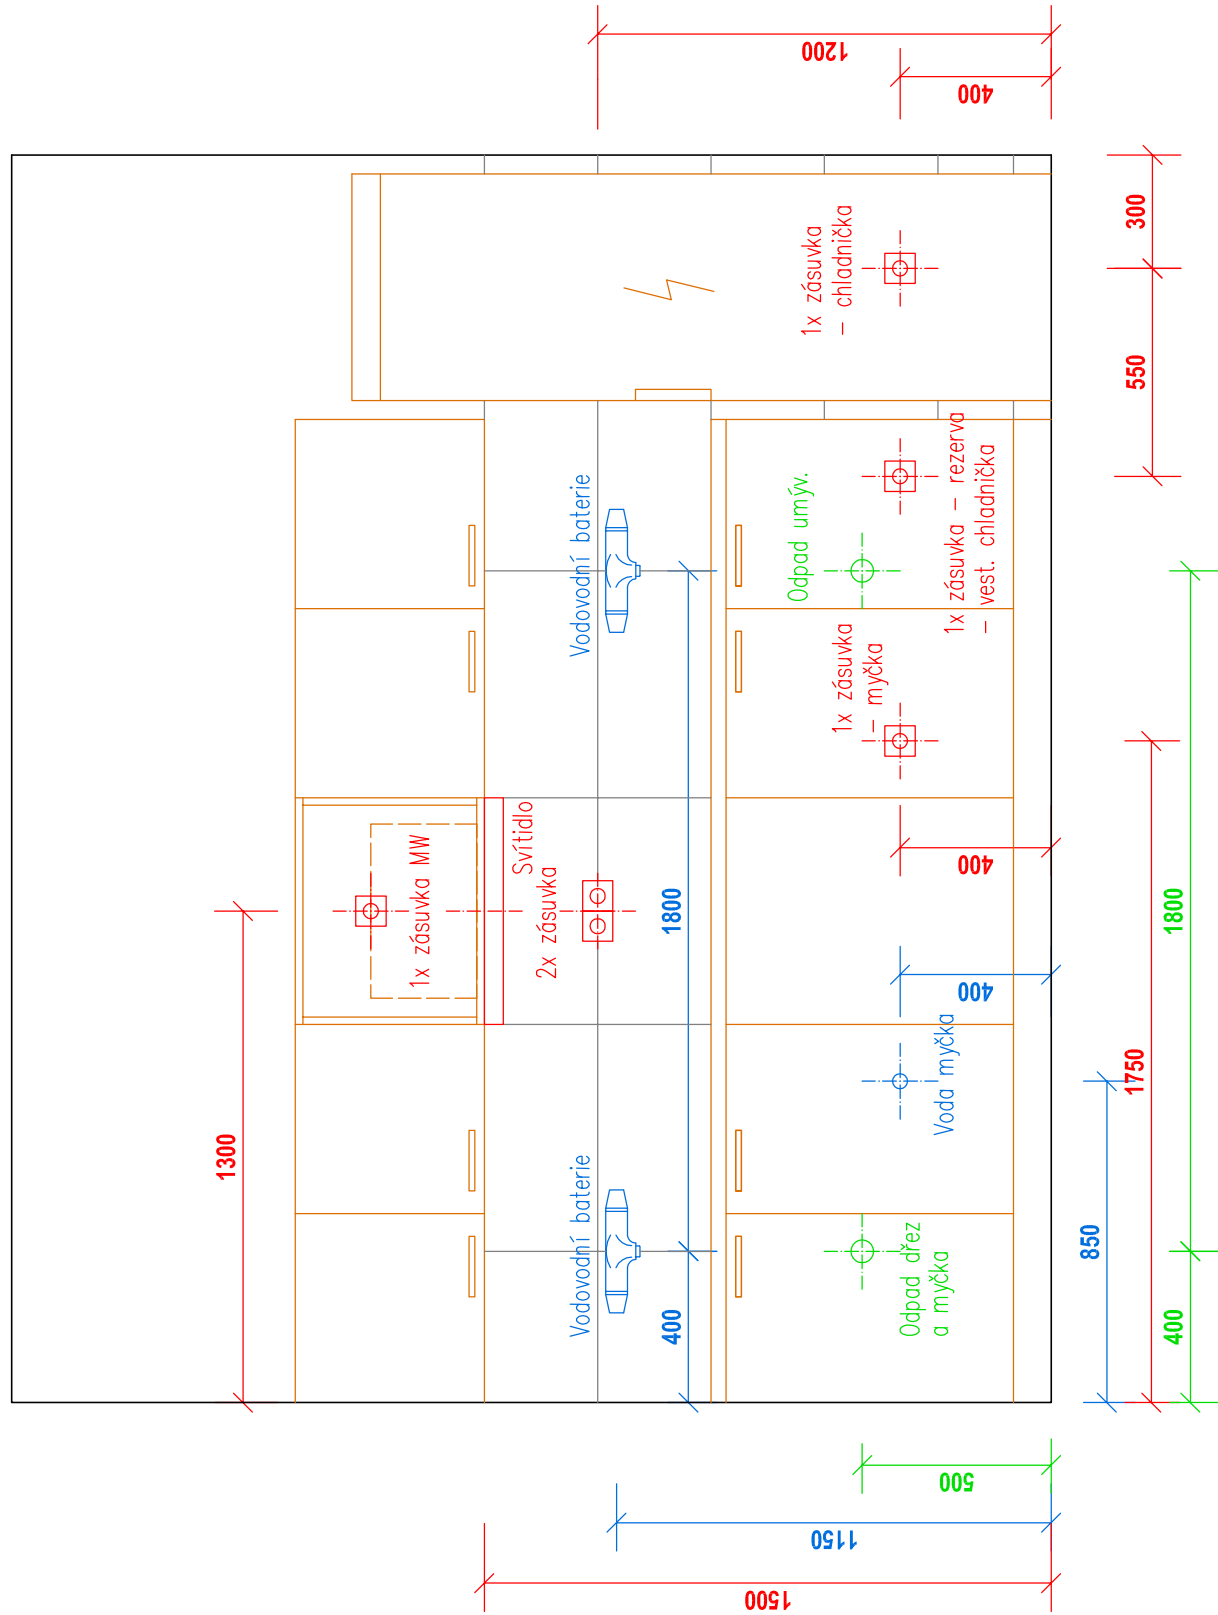 1200
400
300
550
1x zásuvka
– chladnička
1x zásuvka – rezerva
– vest. chladnička
Odpad umýv.
Vodovodní baterie
1x zásuvka
– myčka
Svítidlo
2x zásuvka
1x zásuvka MW
1800
400
400
1800
1300
Voda myčka
1750
Vodovodní baterie
Odpad dřez
a myčka
850
400
400
500
1150
1500